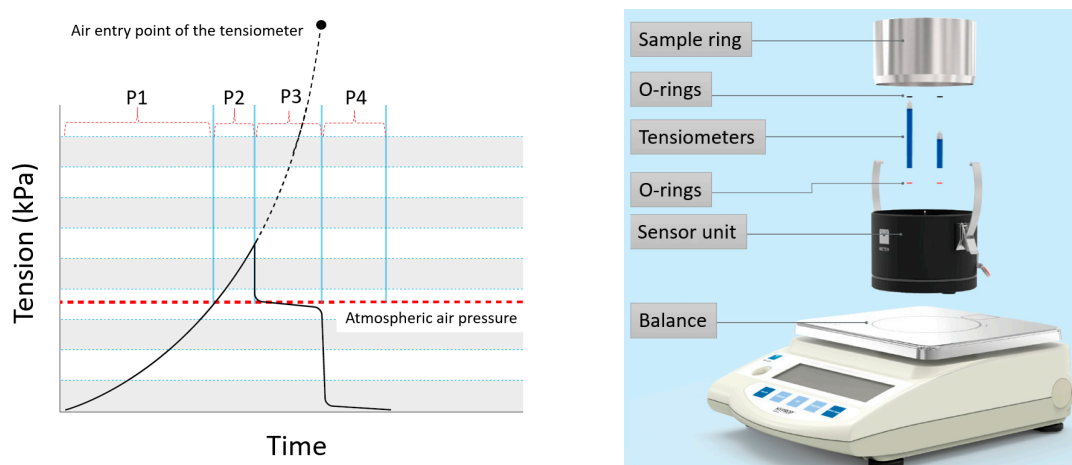 Air entry point of the tensiometer
P1
P2
P3
P4
Tension (kPa)
Atmospheric air pressure
Time
Sample ring
O-rings
Tensiometers
O-rings
Sensor unit
METER
Balance